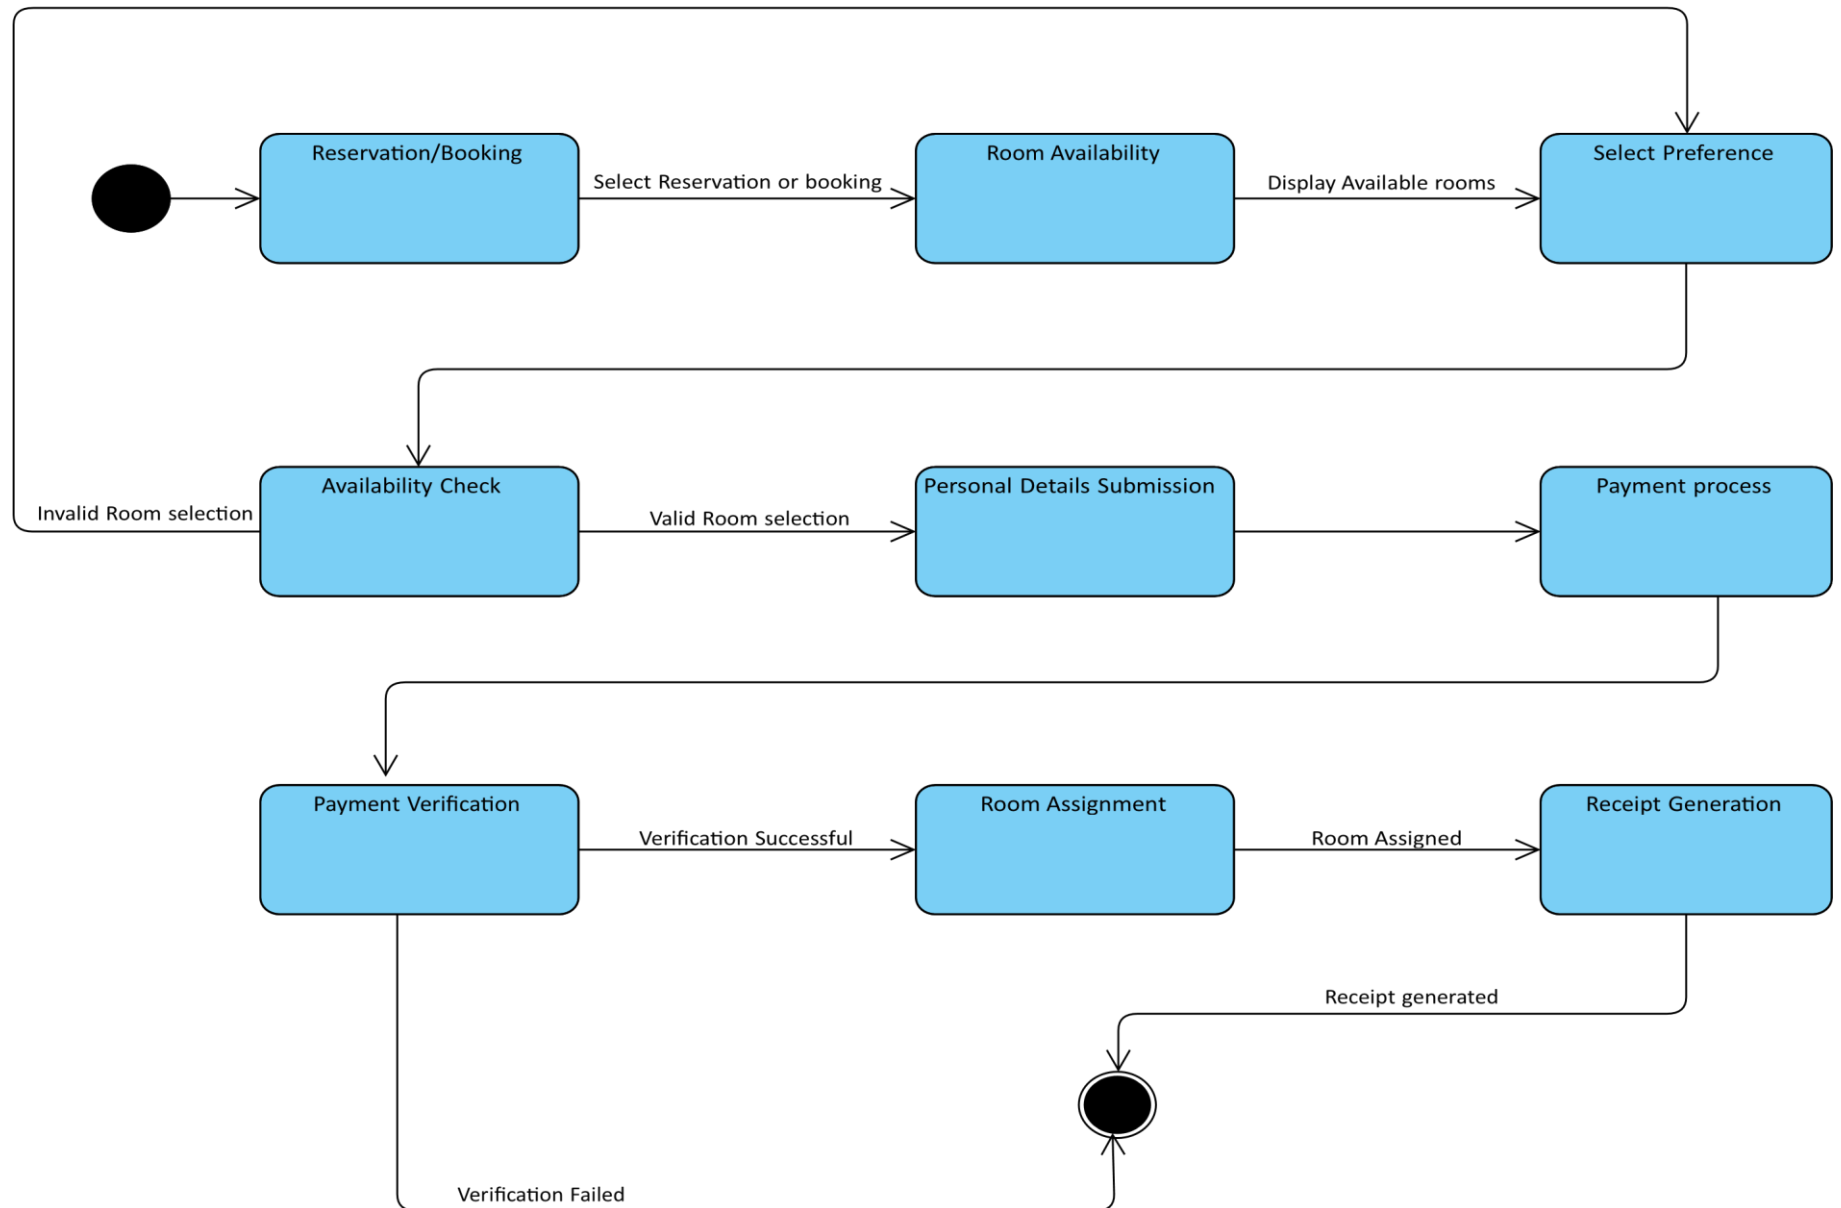 Reservation/Booking
Select Reservation or booking
Room Availability
Display Available rooms
Select Preference
Invalid Room selection
Availability Check
Valid Room selection
Personal Details Submission
Payment process
Payment Verification
Verification Successful
Room Assignment
Room Assigned
Receipt Generation
Receipt generated
Verification Failed